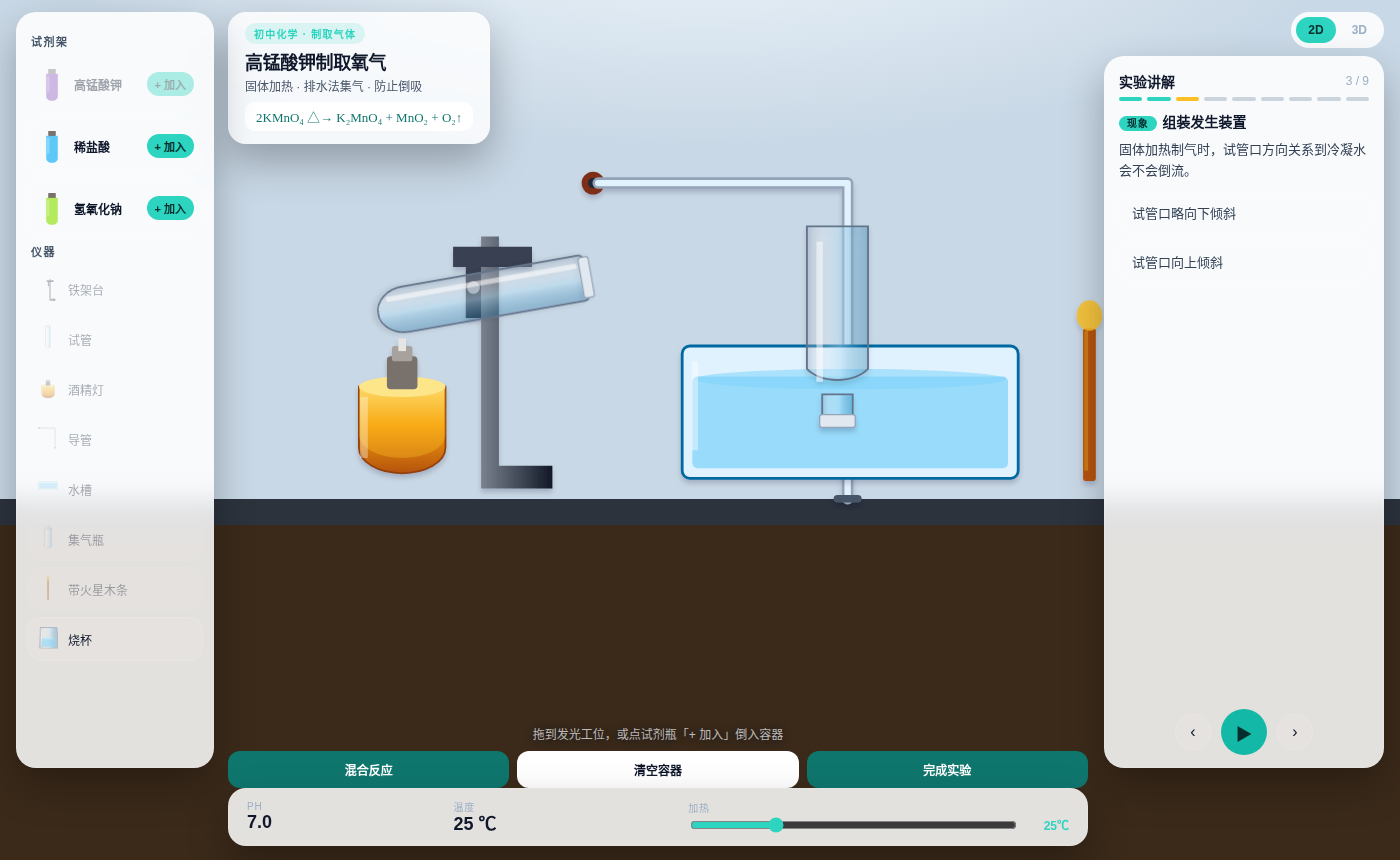 试剂架
高锰酸钾
+ 加入
稀盐酸
+ 加入
氢氧化钠
+ 加入
仪器
铁架台
试管
酒精灯
导管
水槽
集气瓶
带火星木条
烧杯
初中化学 · 制取气体
高锰酸钾制取氧气
固体加热 · 排水法集气 · 防止倒吸
2KMnO₄ △→ K₂MnO₄ + MnO₂ + O₂↑
2D
3D
实验讲解
3 / 9
现象 组装发生装置
固体加热制气时，试管口方向关系到冷凝水
会不会倒流。
试管口略向下倾斜
试管口向上倾斜
拖到发光工位，或点试剂瓶「+ 加入」倒入容器
混合反应
清空容器
完成实验
PH
7.0
温度
25 ℃
加热
25℃